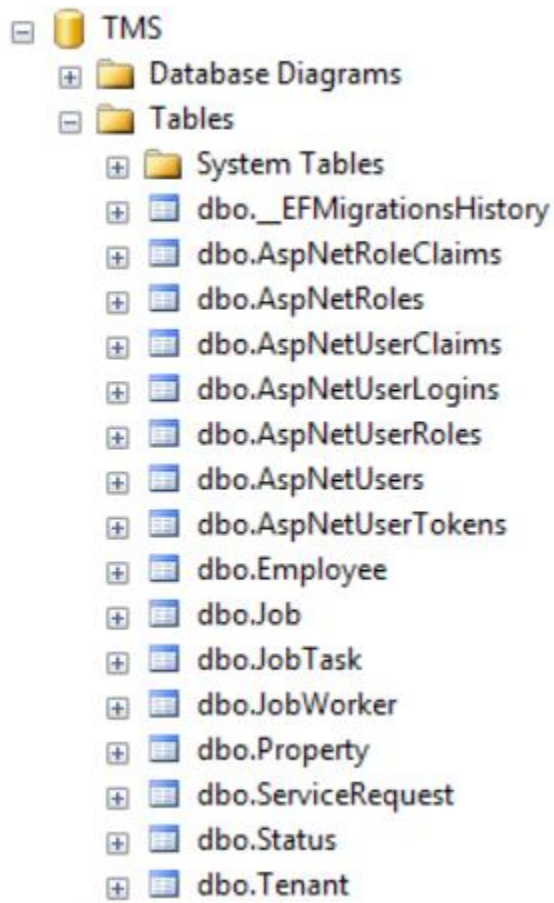 TMS
Database Diagrams
Tables
System Tables
dbo.__EFMigrationsHistory
dbo.AspNetRoleClaims
dbo.AspNetRoles
dbo.AspNetUserClaims
dbo.AspNetUserLogins
dbo.AspNetUserRoles
dbo.AspNetUsers
dbo.AspNetUserTokens
dbo.Employee
dbo.Job
dbo.JobTask
dbo.JobWorker
dbo.Property
dbo.ServiceRequest
dbo.Status
dbo.Tenant